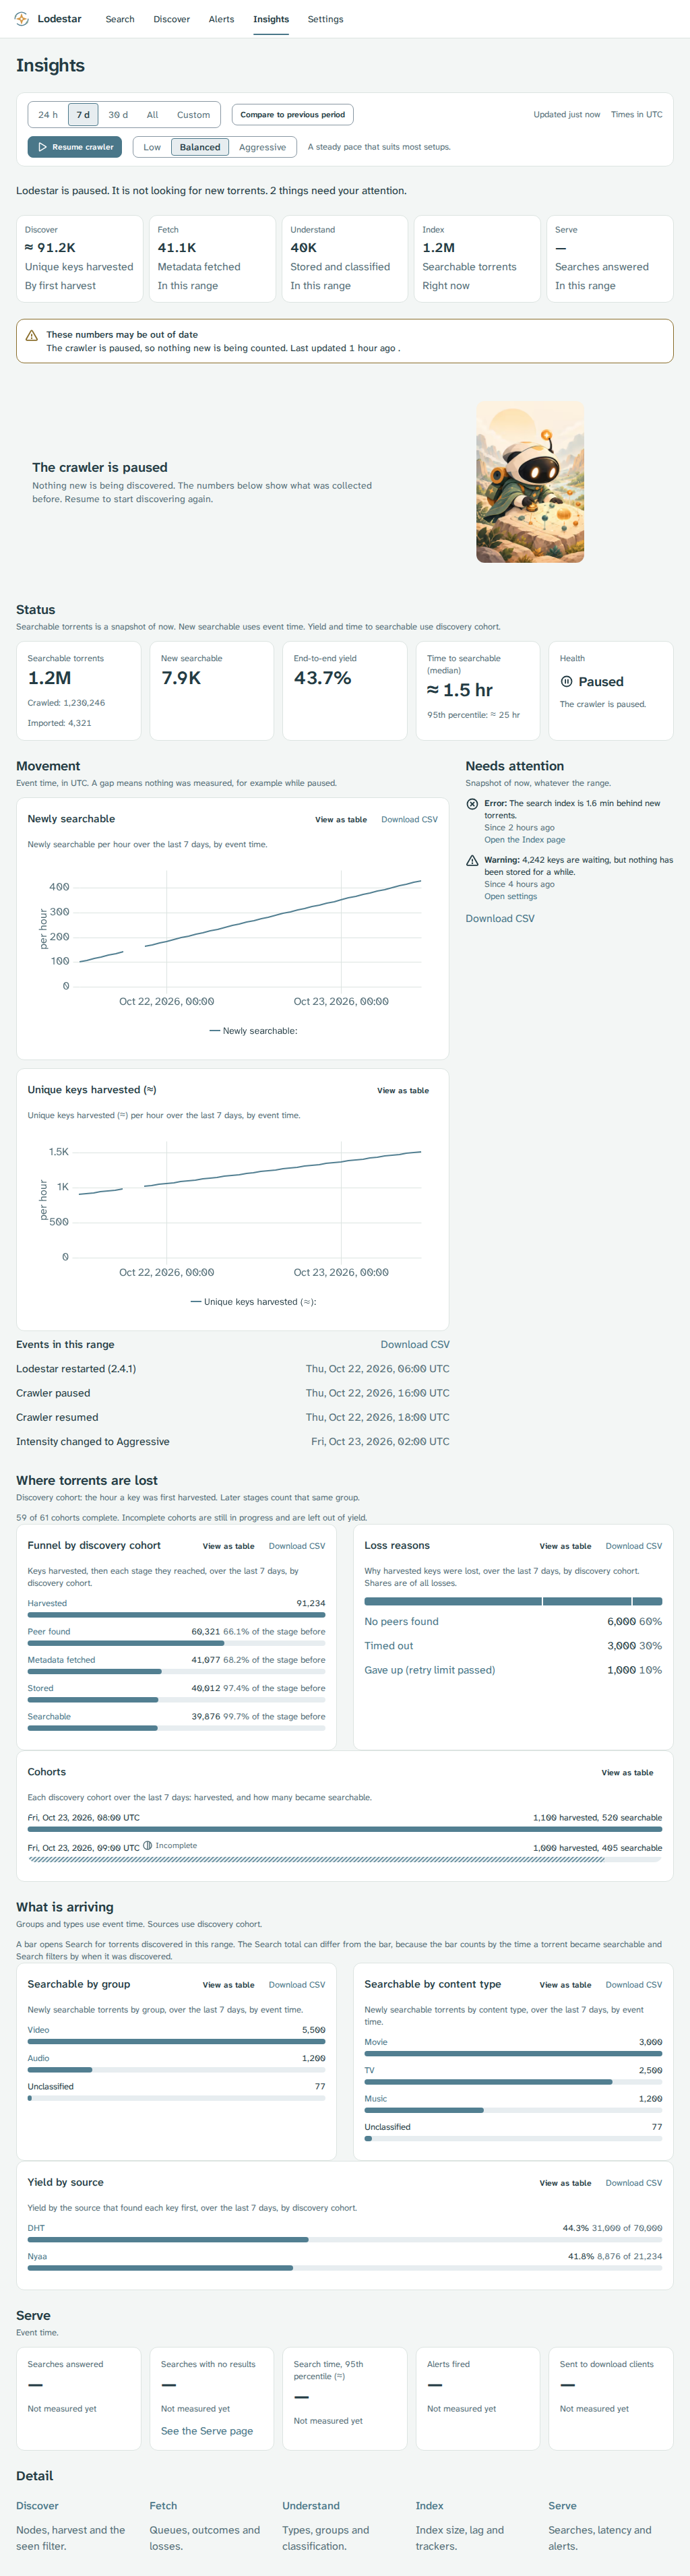 Lodestar
Search
Discover
Alerts
Insights
Settings
Insights
24 h
7 d
30 d
All
Custom
Compare to previous period
Updated just now
Times in UTC
Resume crawler
Low
Balanced
Aggressive
A steady pace that suits most setups.
Lodestar is paused. It is not looking for new torrents. 2 things need your attention.
Discover
≈ 91.2K
Unique keys harvested
By first harvest
Fetch
41.1K
Metadata fetched
In this range
Understand
40K
Stored and classified
In this range
Index
1.2M
Searchable torrents
Right now
Serve
—
Searches answered
In this range
These numbers may be out of date
The crawler is paused, so nothing new is being counted. Last updated 1 hour ago .
The crawler is paused
Nothing new is being discovered. The numbers below show what was collected
before. Resume to start discovering again.
Status
Searchable torrents is a snapshot of now. New searchable uses event time. Yield and time to searchable use discovery cohort.
Searchable torrents
1.2M
Crawled: 1,230,246
Imported: 4,321
New searchable
7.9K
End-to-end yield
43.7%
Time to searchable
(median)
≈ 1.5 hr
95th percentile: ≈ 25 hr
Health
Paused
The crawler is paused.
Movement
Event time, in UTC. A gap means nothing was measured, for example while paused.
Newly searchable
View as table
Download CSV
Newly searchable per hour over the last 7 days, by event time.
per hour
400
300
200
100
0
Oct 22, 2026, 00:00
Oct 23, 2026, 00:00
Newly searchable:
Needs attention
Snapshot of now, whatever the range.
Error: The search index is 1.6 min behind new
torrents.
Since 2 hours ago
Open the Index page
Warning: 4,242 keys are waiting, but nothing has
been stored for a while.
Since 4 hours ago
Open settings
Download CSV
Unique keys harvested (≈)
View as table
Unique keys harvested (≈) per hour over the last 7 days, by event time.
per hour
1.5K
1K
500
0
Oct 22, 2026, 00:00
Oct 23, 2026, 00:00
Unique keys harvested (≈):
Events in this range
Download CSV
Lodestar restarted (2.4.1)
Thu, Oct 22, 2026, 06:00 UTC
Crawler paused
Thu, Oct 22, 2026, 16:00 UTC
Crawler resumed
Thu, Oct 22, 2026, 18:00 UTC
Intensity changed to Aggressive
Fri, Oct 23, 2026, 02:00 UTC
Where torrents are lost
Discovery cohort: the hour a key was first harvested. Later stages count that same group.
59 of 61 cohorts complete. Incomplete cohorts are still in progress and are left out of yield.
Funnel by discovery cohort
View as table
Download CSV
Keys harvested, then each stage they reached, over the last 7 days, by
discovery cohort.
Harvested
91,234
Peer found
60,321 66.1% of the stage before
Metadata fetched
41,077 68.2% of the stage before
Stored
40,012 97.4% of the stage before
Searchable
39,876 99.7% of the stage before
Loss reasons
View as table
Download CSV
Why harvested keys were lost, over the last 7 days, by discovery cohort.
Shares are of all losses.
No peers found
6,000 60%
Timed out
3,000 30%
Gave up (retry limit passed)
1,000 10%
Cohorts
View as table
Each discovery cohort over the last 7 days: harvested, and how many became searchable.
Fri, Oct 23, 2026, 08:00 UTC
1,100 harvested, 520 searchable
Fri, Oct 23, 2026, 09:00 UTC
Incomplete
1,000 harvested, 405 searchable
What is arriving
Groups and types use event time. Sources use discovery cohort.
A bar opens Search for torrents discovered in this range. The Search total can differ from the bar, because the bar counts by the time a torrent became searchable and
Search filters by when it was discovered.
Searchable by group
View as table
Download CSV
Newly searchable torrents by group, over the last 7 days, by event time.
Video
5,500
Audio
1,200
Unclassified
77
Searchable by content type
View as table
Download CSV
Newly searchable torrents by content type, over the last 7 days, by event
time.
Movie
3,000
TV
2,500
Music
1,200
Unclassified
77
Yield by source
View as table
Download CSV
Yield by the source that found each key first, over the last 7 days, by discovery cohort.
DHT
44.3% 31,000 of 70,000
Nyaa
41.8% 8,876 of 21,234
Serve
Event time.
Searches answered
—
Not measured yet
Searches with no results
—
Not measured yet
See the Serve page
Search time, 95th
percentile (≈)
—
Not measured yet
Alerts fired
—
Not measured yet
Sent to download clients
—
Not measured yet
Detail
Discover
Nodes, harvest and the
seen filter.
Fetch
Queues, outcomes and
losses.
Understand
Types, groups and
classification.
Index
Index size, lag and
trackers.
Serve
Searches, latency and
alerts.